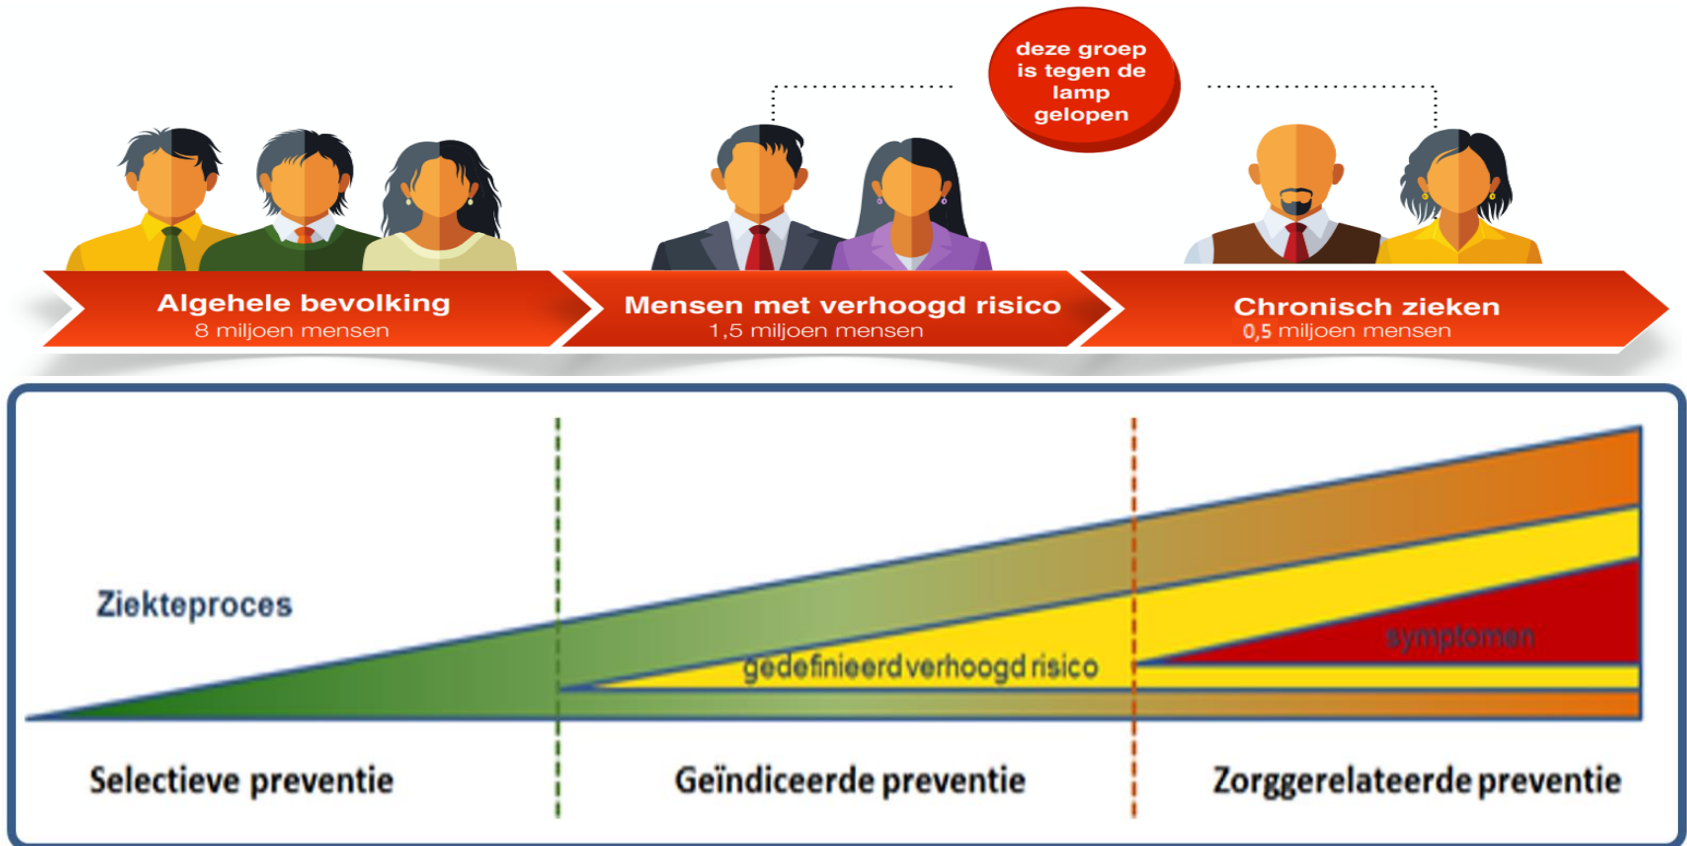 deze groep
is tegen de
lamp
gelopen
Algehele bevolking
8 miljoen mensen
Mensen met verhoogd risico
1,5 miljoen mensen
Chronisch zieken
0,5 miljoen mensen
Ziekteproces
gedefinieerd verhoogd risico
symptomen
Selectieve preventie
Geïndiceerde preventie
Zorggerelateerde preventie